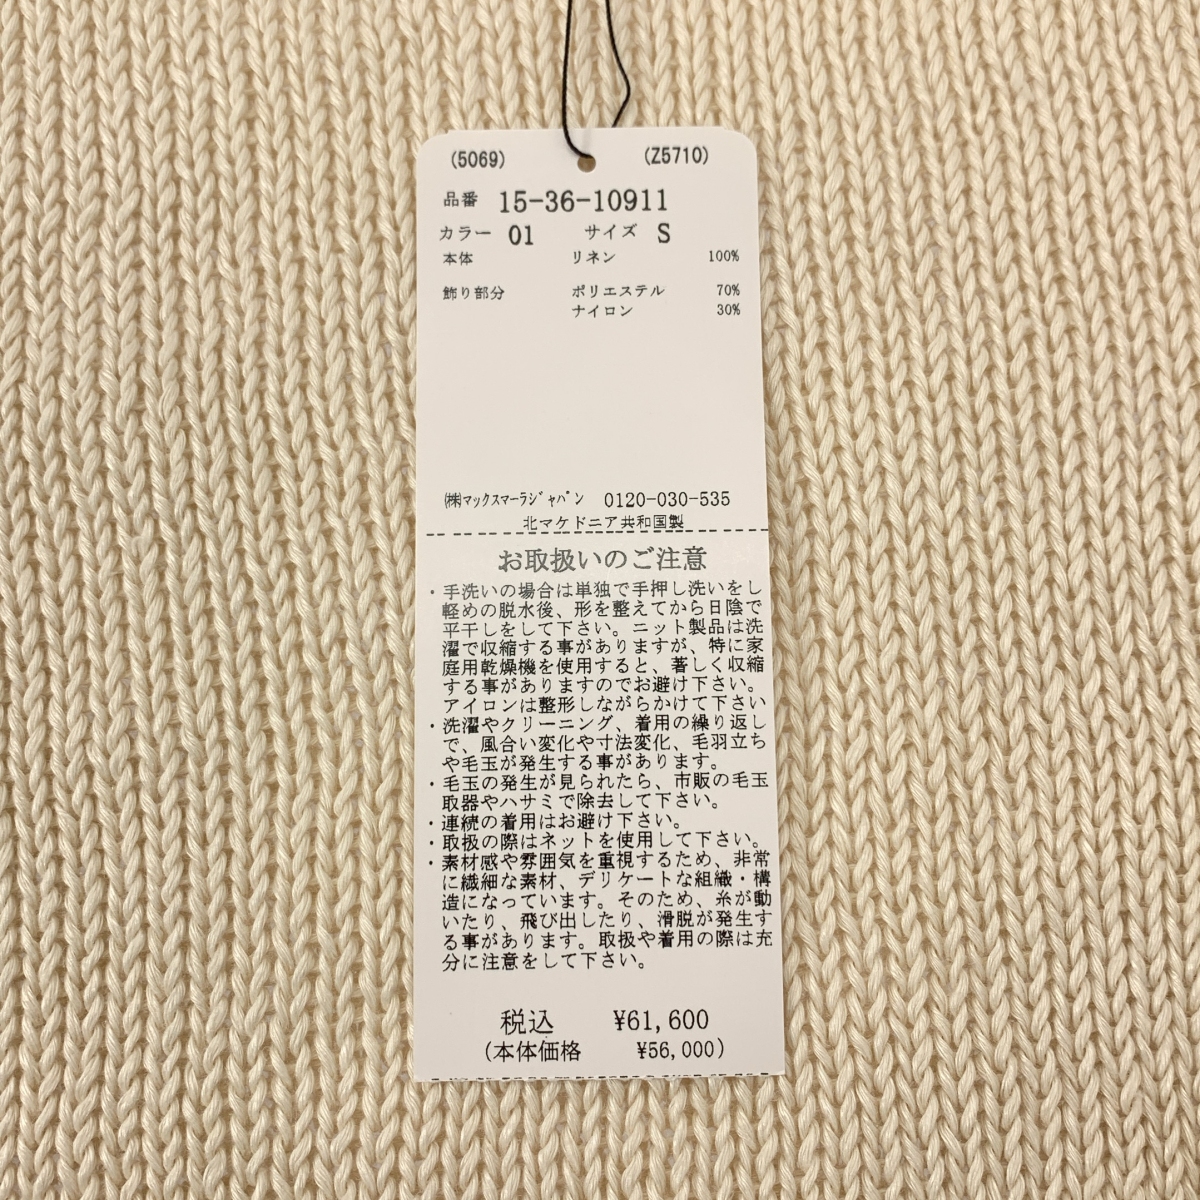 (5069) (Z5710)
品番 15-36-10911
カラー 01 サイズ S
本体 リネン 100%
飾り部分 ポリエステル 70%
ナイロン 30%
㈱マックスマーラジャパン 0120-030-535
北マケドニア共和国製
お取扱いのご注意
・手洗いの場合は単独で手押し洗いをし
軽めの脱水後、形を整えてから日陰で
平干しをして下さい。ニット製品は洗
濯で収縮する事がありますが、特に家
庭用乾燥機を使用すると、著しく収縮
する事がありますのでお避け下さい。
アイロンは整形しながらかけて下さい
・洗濯やクリーニング、着用の繰り返し
で、風合い変化や寸法変化、毛羽立ち
や毛玉が発生する事があります。
・毛玉の発生が見られたら、市販の毛玉
取器やハサミで除去して下さい。
・連続の着用はお避け下さい。
・取扱の際はネットを使用して下さい。
・素材感や雰囲気を重視するため、非常
に繊細な素材、デリケートな組織・構
造になっています。そのため、糸が動
いたり、飛び出したり、滑脱が発生す
る事があります。取扱や着用の際は充
分に注意をして下さい。
税込 ¥61,600
(本体価格 ¥56,000)